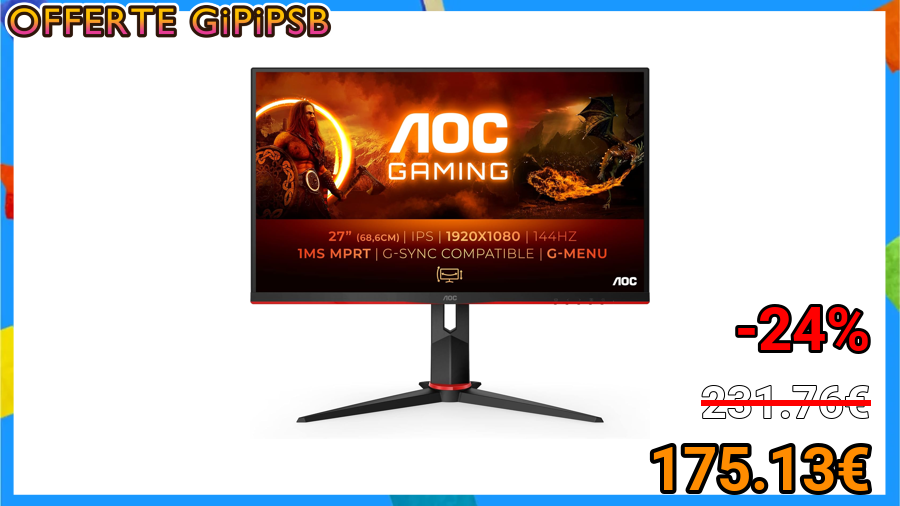 OFFERTE GiPiPSB
AOC
GAMING
27” (68,6CM) | IPS | 1920X1080 | 144HZ
1MS MPRT | G-SYNC COMPATIBLE | G-MENU
AOC
AOC
-24%
231.76€
175.13€